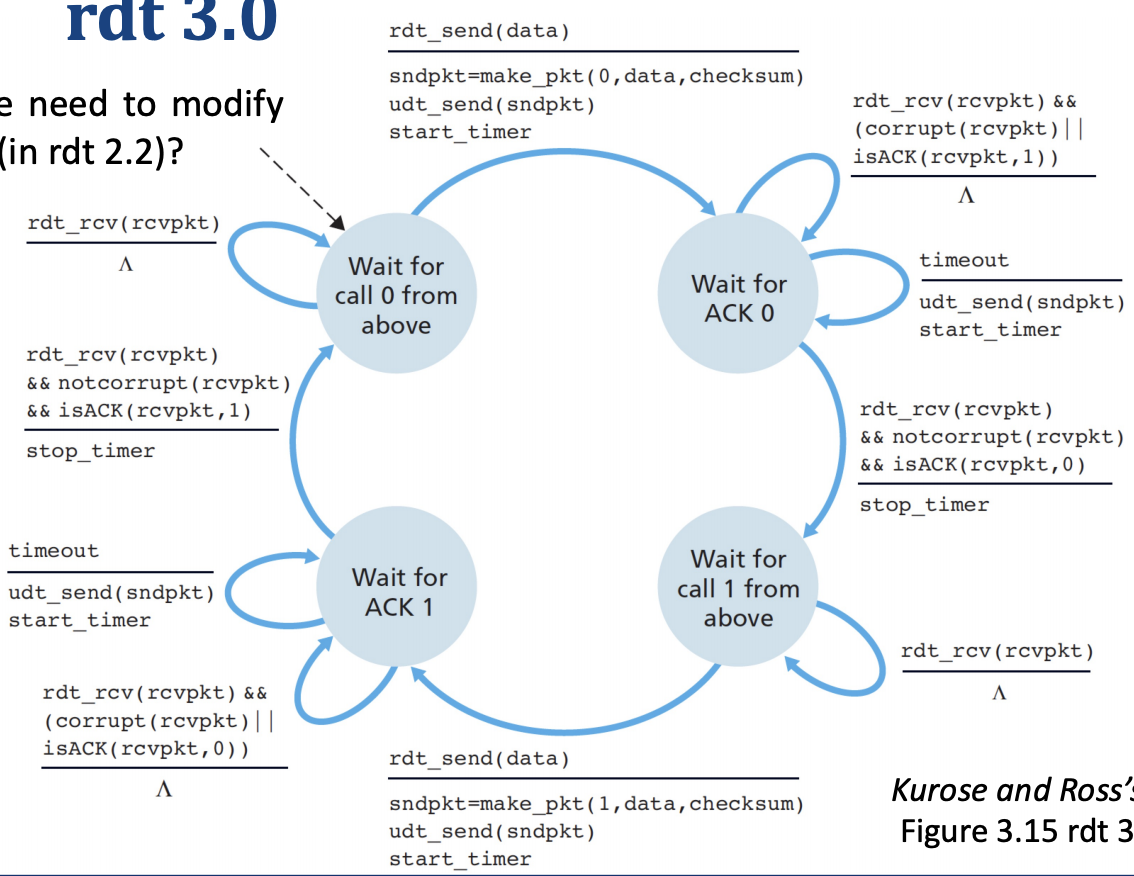 rdt 3.0
e need to modify
(in rdt 2.2)?
rdt_send(data)
sndpkt=make_pkt(0,data,checksum)
udt_send(sndpkt)
start_timer
rdt_rcv(rcvpkt) &&
(corrupt(rcvpkt)||
isACK(rcvpkt,1))
Λ
rdt_rcv(rcvpkt)
Λ
Wait for
call 0 from
above
Wait for
ACK 0
timeout
udt_send(sndpkt)
start_timer
rdt_rcv(rcvpkt)
&& notcorrupt(rcvpkt)
&& isACK(rcvpkt,1)
stop_timer
rdt_rcv(rcvpkt)
&& notcorrupt(rcvpkt)
&& isACK(rcvpkt,0)
stop_timer
timeout
udt_send(sndpkt)
start_timer
Wait for
ACK 1
Wait for
call 1 from
above
rdt_rcv(rcvpkt)
Λ
rdt_rcv(rcvpkt) &&
(corrupt(rcvpkt)||
isACK(rcvpkt,0))
Λ
rdt_send(data)
sndpkt=make_pkt(1,data,checksum)
udt_send(sndpkt)
start_timer
Kurose and Ross’s
Figure 3.15 rdt 3